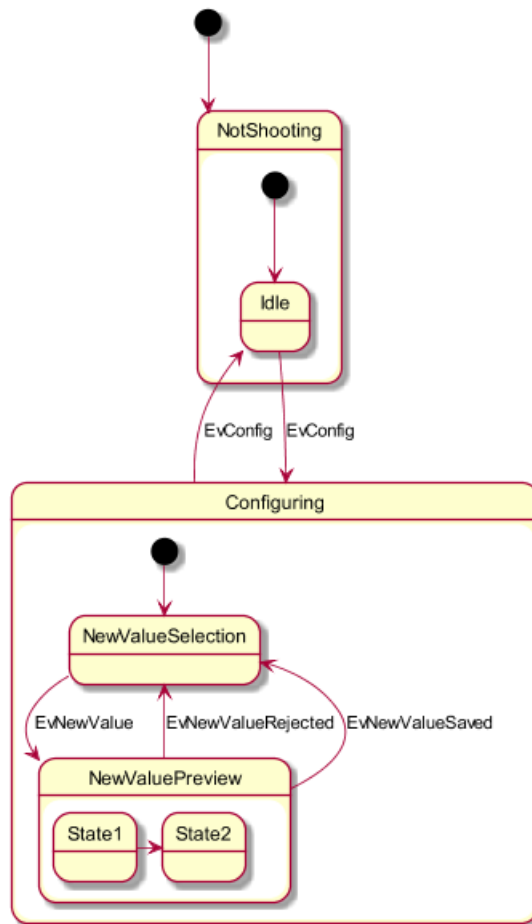 NotShooting
Idle
EvConfig EvConfig
Configuring
NewValueSelection
EvNewValue EvNewValueRejected EvNewValueSaved
NewValuePreview
State1 State2